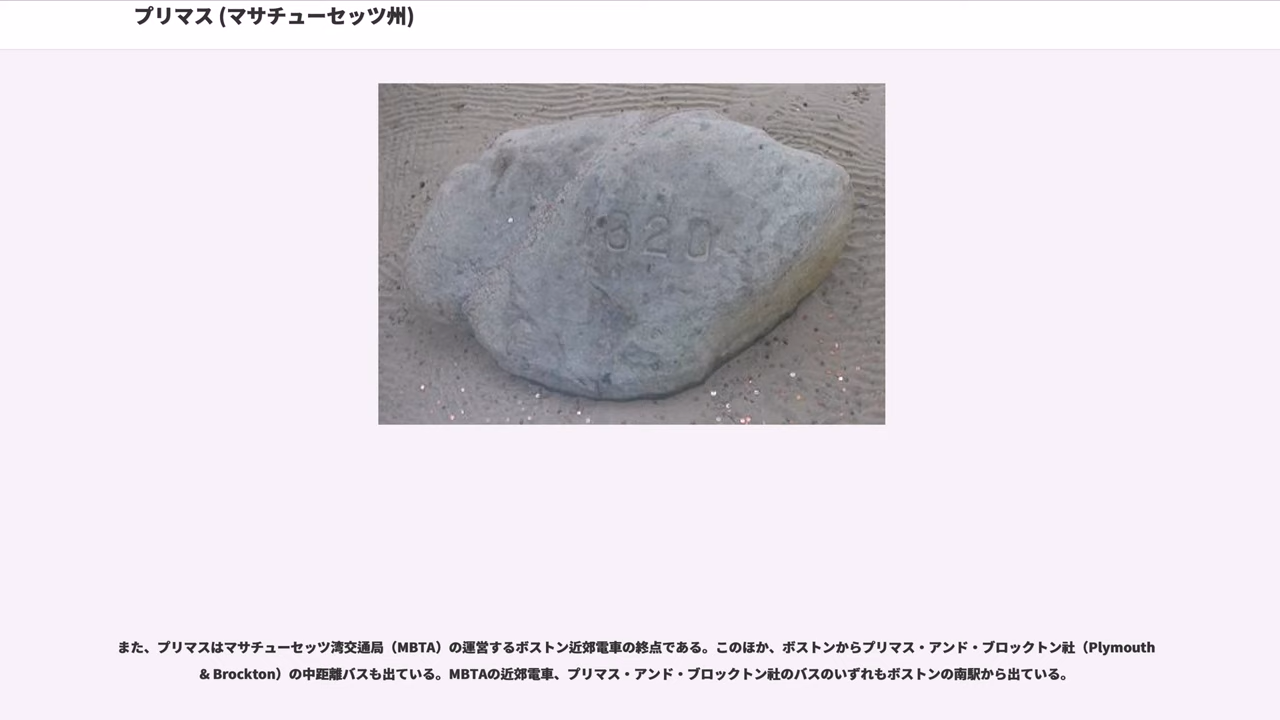 プリマス (マサチューセッツ州)
320
また、プリマスはマサチューセッツ湾交通局（MBTA）の運営するボストン近郊電車の終点である。このほか、ボストンからプリマス・アンド・ブロックトン社（Plymouth
& Brockton）の中距離バスも出ている。MBTAの近郊電車、プリマス・アンド・ブロックトン社のバスのいずれもボストンの南駅から出ている。